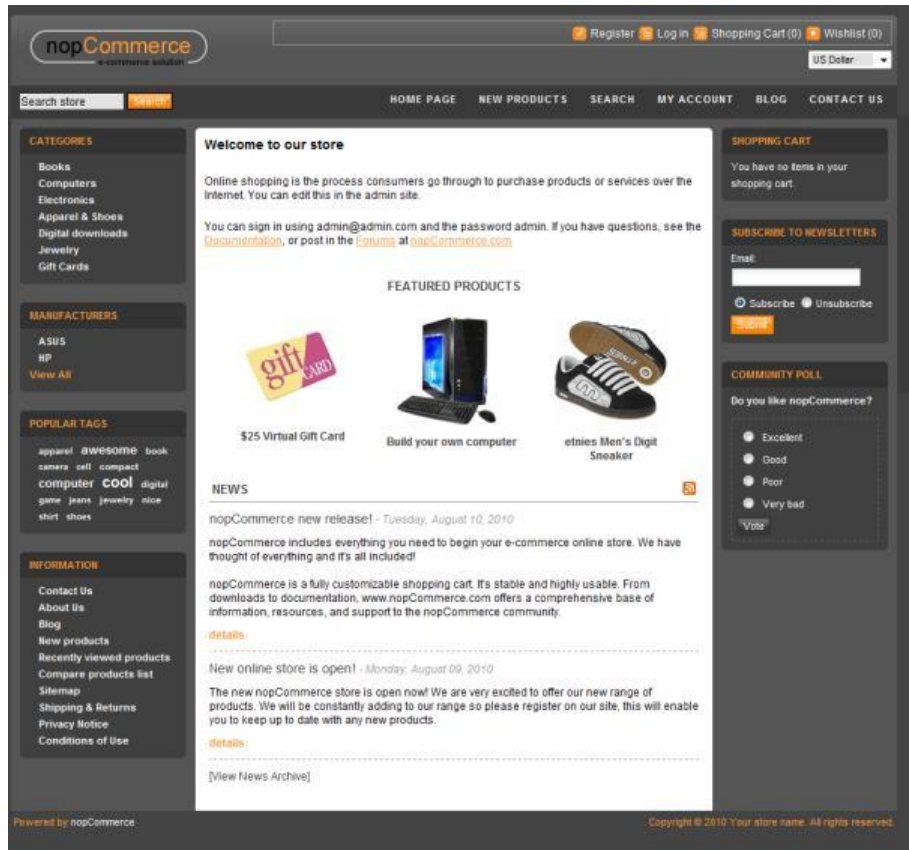 nopCommerce
e-commerce solution
Register Log in Shopping Cart (0) Wishlist (0)
US Dollar
Search store Search
HOME PAGE NEW PRODUCTS SEARCH MY ACCOUNT BLOG CONTACT US
CATEGORIES
Books
Computers
Electronics
Apparel & Shoes
Digital downloads
Jewelry
Gift Cards
MANUFACTURERS
ASUS
HP
View All
POPULAR TAGS
apparel awesome book
camera cell compact
computer cool digital
game jeans jewelry nice
shirt shoes
INFORMATION
Contact Us
About Us
Blog
New products
Recently viewed products
Compare products list
Sitemap
Shipping & Returns
Privacy Notice
Conditions of Use
Welcome to our store
Online shopping is the process consumers go through to purchase products or services over the
Internet. You can edit this in the admin site.
You can sign in using admin@admin.com and the password admin. If you have questions, see the
Documentation, or post in the Forums at nopCommerce.com
FEATURED PRODUCTS
gift
CARD
$25 Virtual Gift Card
Build your own computer
etnies Men's Digit
Sneaker
NEWS
nopCommerce new release! - Tuesday, August 10, 2010
nopCommerce includes everything you need to begin your e-commerce online store. We have
thought of everything and it's all included!
nopCommerce is a fully customizable shopping cart. It's stable and highly usable. From
downloads to documentation, www.nopCommerce.com offers a comprehensive base of
information, resources, and support to the nopCommerce community.
details
New online store is open! - Monday, August 09, 2010
The new nopCommerce store is open now! We are very excited to offer our new range of
products. We will be constantly adding to our range so please register on our site, this will enable
you to keep up to date with any new products.
details
[View News Archive]
SHOPPING CART
You have no items in your
shopping cart.
SUBSCRIBE TO NEWSLETTERS
Email:
Subscribe Unsubscribe
Submit
COMMUNITY POLL
Do you like nopCommerce?
Excellent
Good
Poor
Very bad
Vote
Powered by nopCommerce
Copyright © 2010 Your store name. All rights reserved.